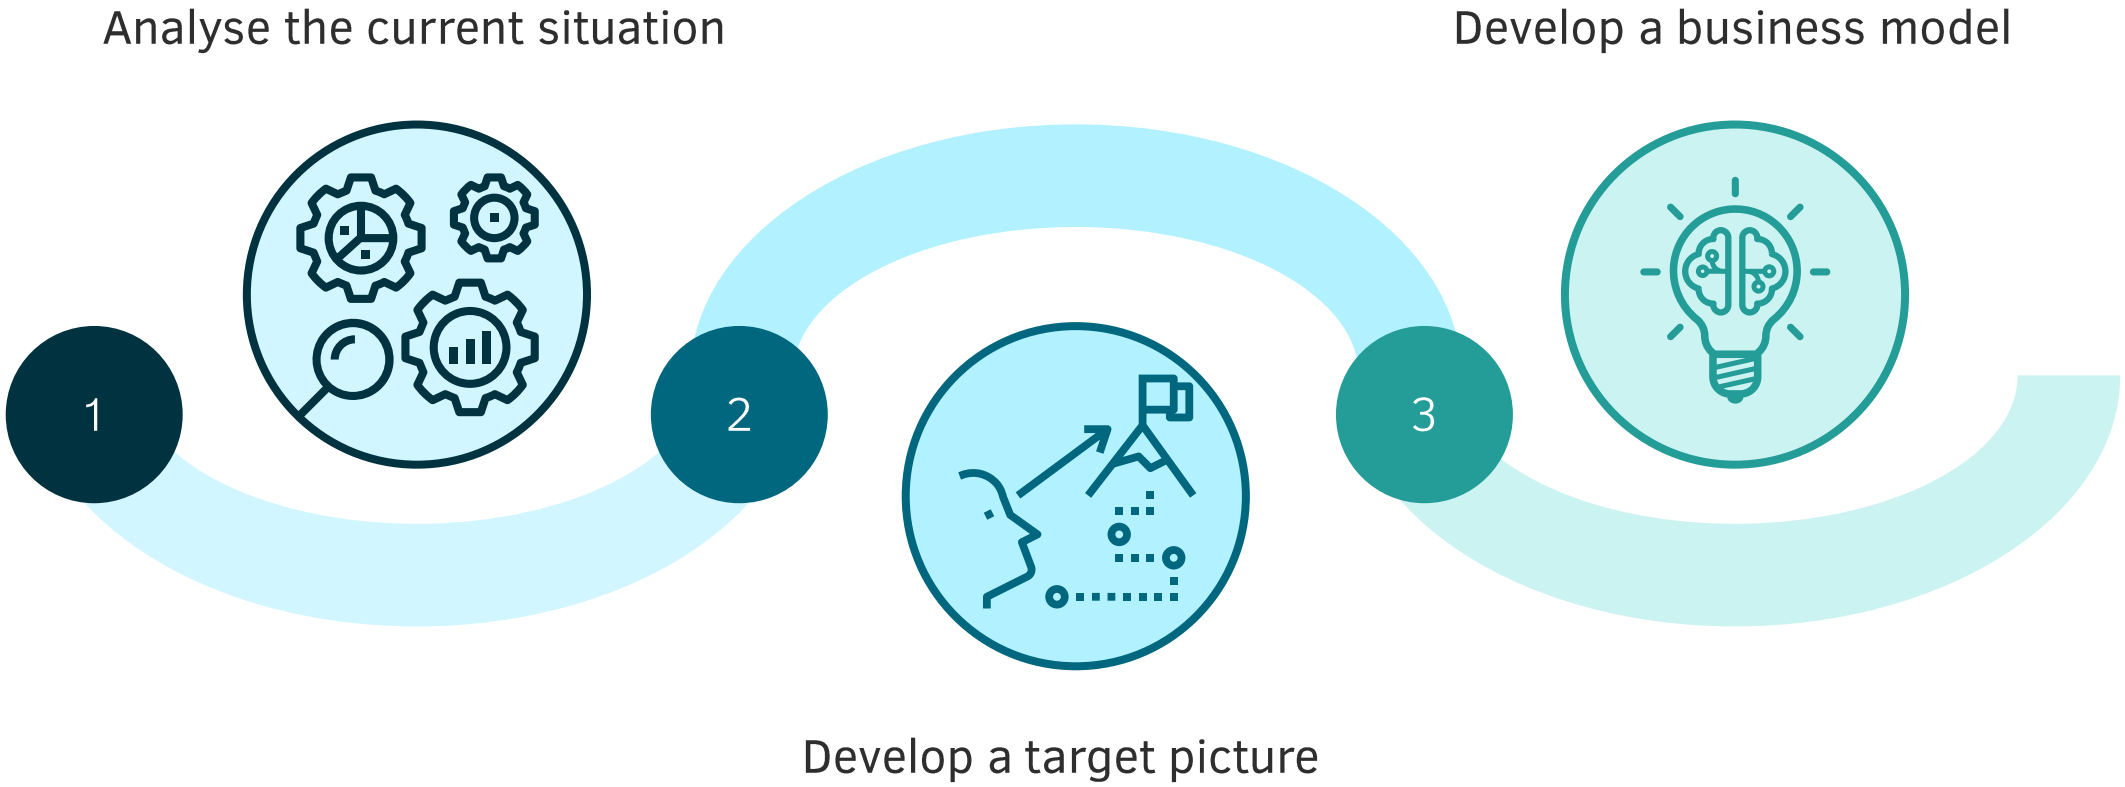 Analyse the current situation
Develop a business model
1
2
3
Develop a target picture